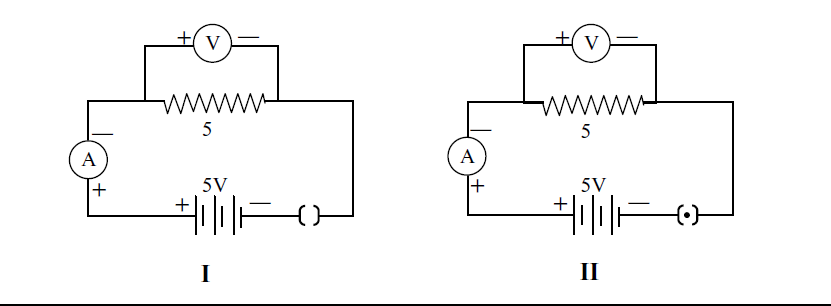 + V — + V —
5 5
— —
A A
+ +
5V 5V
+ — + —
I II